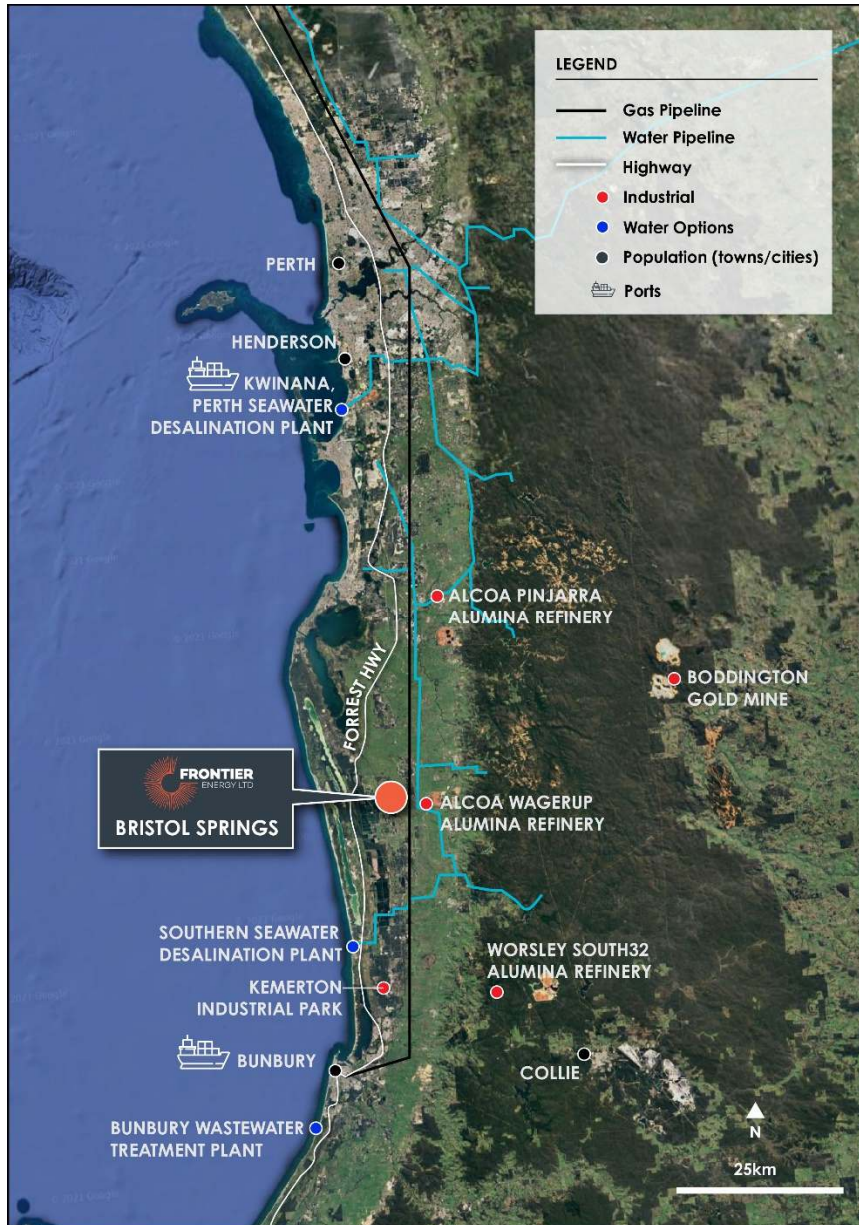 LEGEND
Gas Pipeline
Water Pipeline
Highway
Industrial
Water Options
Population (towns/cities)
Ports
PERTH
HENDERSON
KWINANA,
PERTH SEAWATER
DESALINATION PLANT
ALCOA PINJARRA
ALUMINA REFINERY
BODDINGTON
GOLD MINE
FORREST HWY
FRONTIER
ENERGY LTD
BRISTOL SPRINGS
ALCOA WAGERUP
ALUMINA REFINERY
SOUTHERN SEAWATER
DESALINATION PLANT
WORSLEY SOUTH32
ALUMINA REFINERY
KEMERTON
INDUSTRIAL PARK
BUNBURY
COLLIE
BUNBURY WASTEWATER
TREATMENT PLANT
N
25km